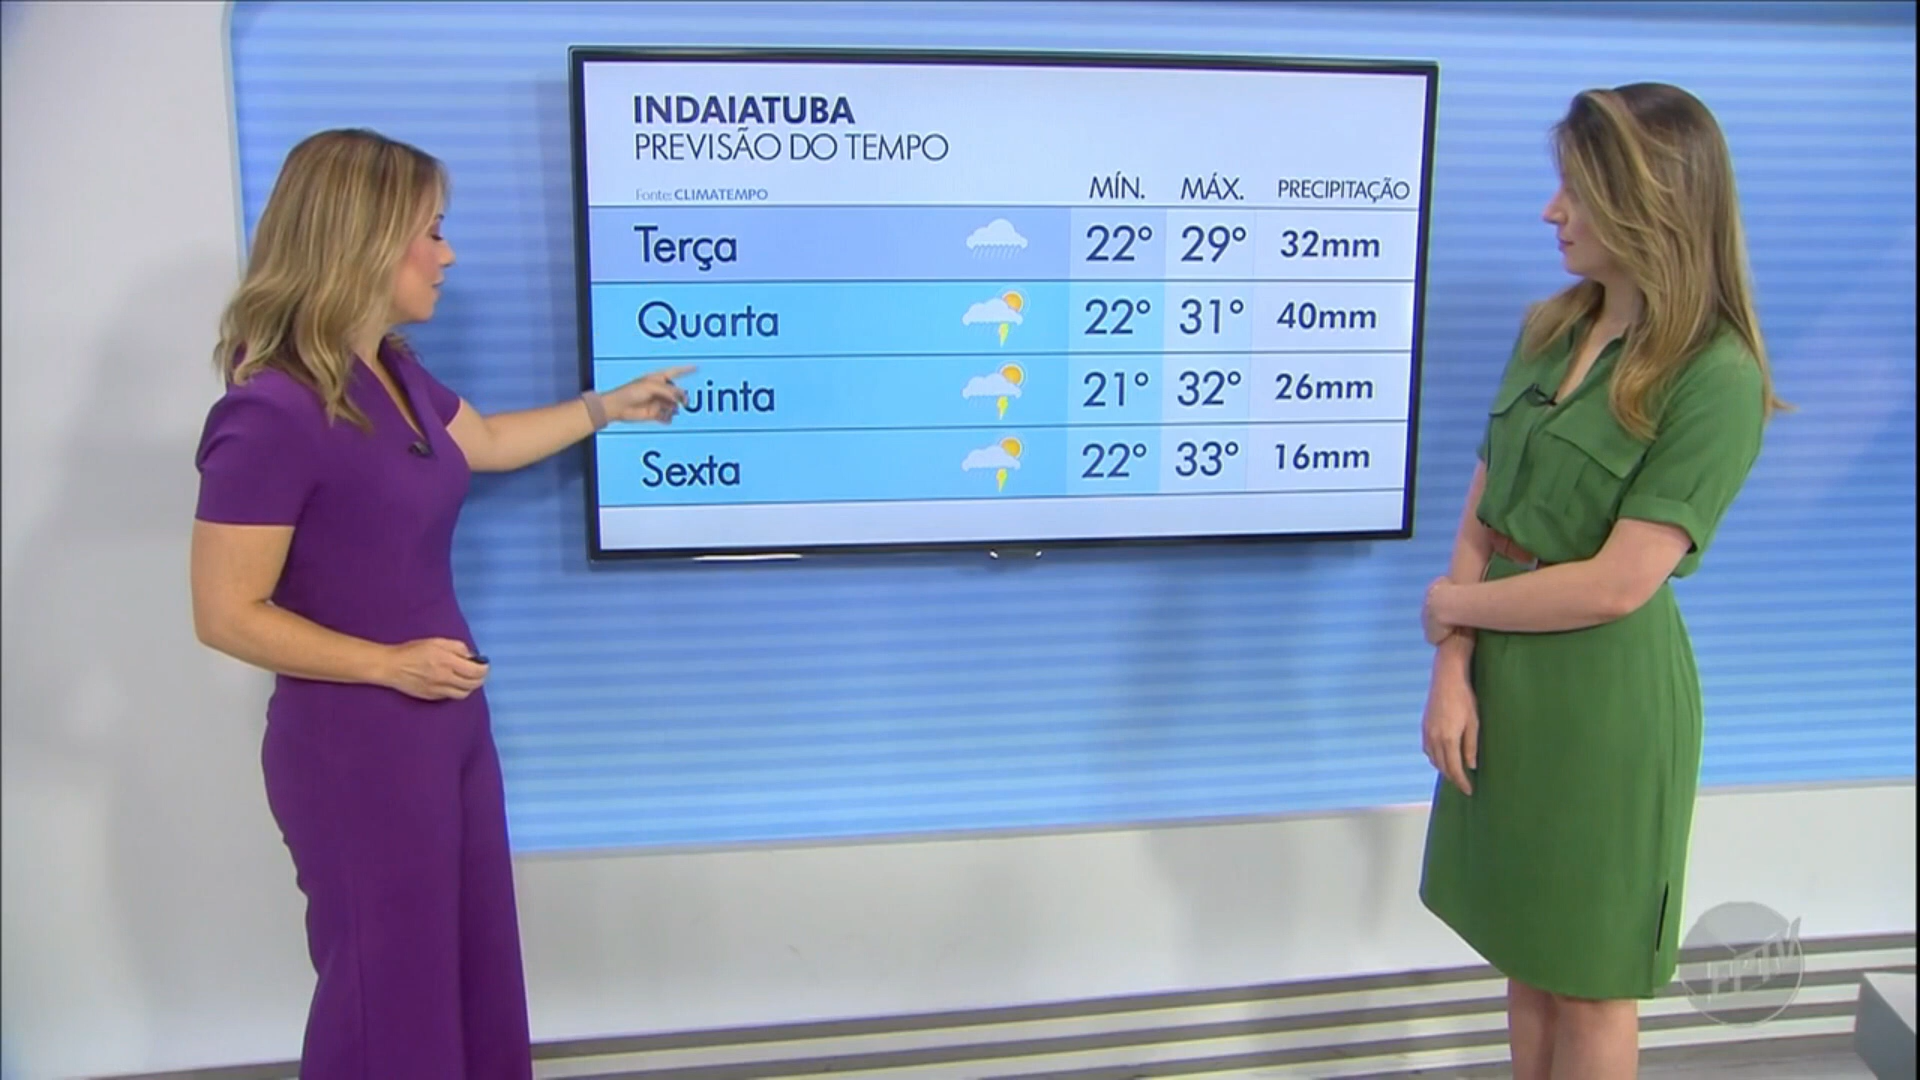 INDAIATUBA
PREVISÃO DO TEMPO
Fonte: CLIMATEMPO MÍN. MÁX. PRECIPITAÇÃO
Terça 22° 29° 32mm
Quarta 22° 31° 40mm
uinta 21° 32° 26mm
Sexta 22° 33° 16mm